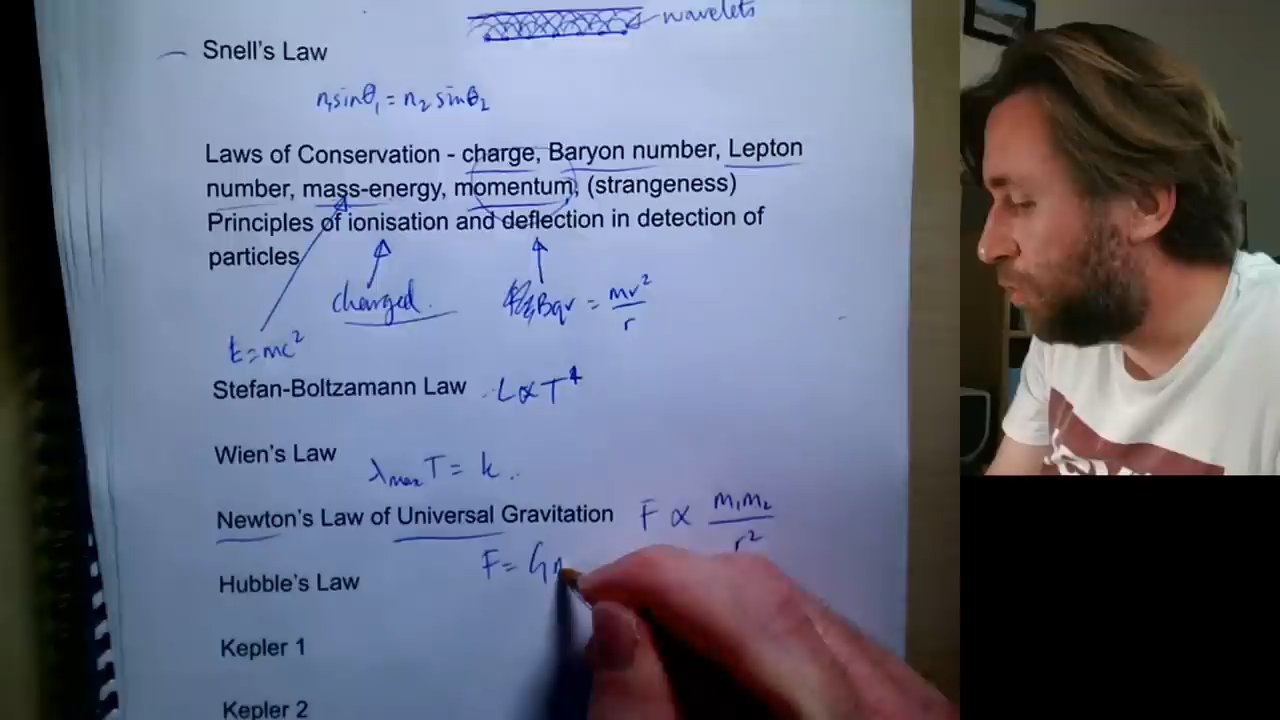 wavelets
Snell's Law
n₁sinθ₁ = n₂ sinθ₂
Laws of Conservation - charge, Baryon number, Lepton
number, mass-energy, momentum, (strangeness)
Principles of ionisation and deflection in detection of
particles
charged.
Bqv = mv²/r
E=mc²
Stefan-Boltzamann Law L∝T⁴
Wien's Law
λmax T = k.
Newton's Law of Universal Gravitation F ∝ m₁m₂/r²
F = G
Hubble's Law
Kepler 1
Kepler 2